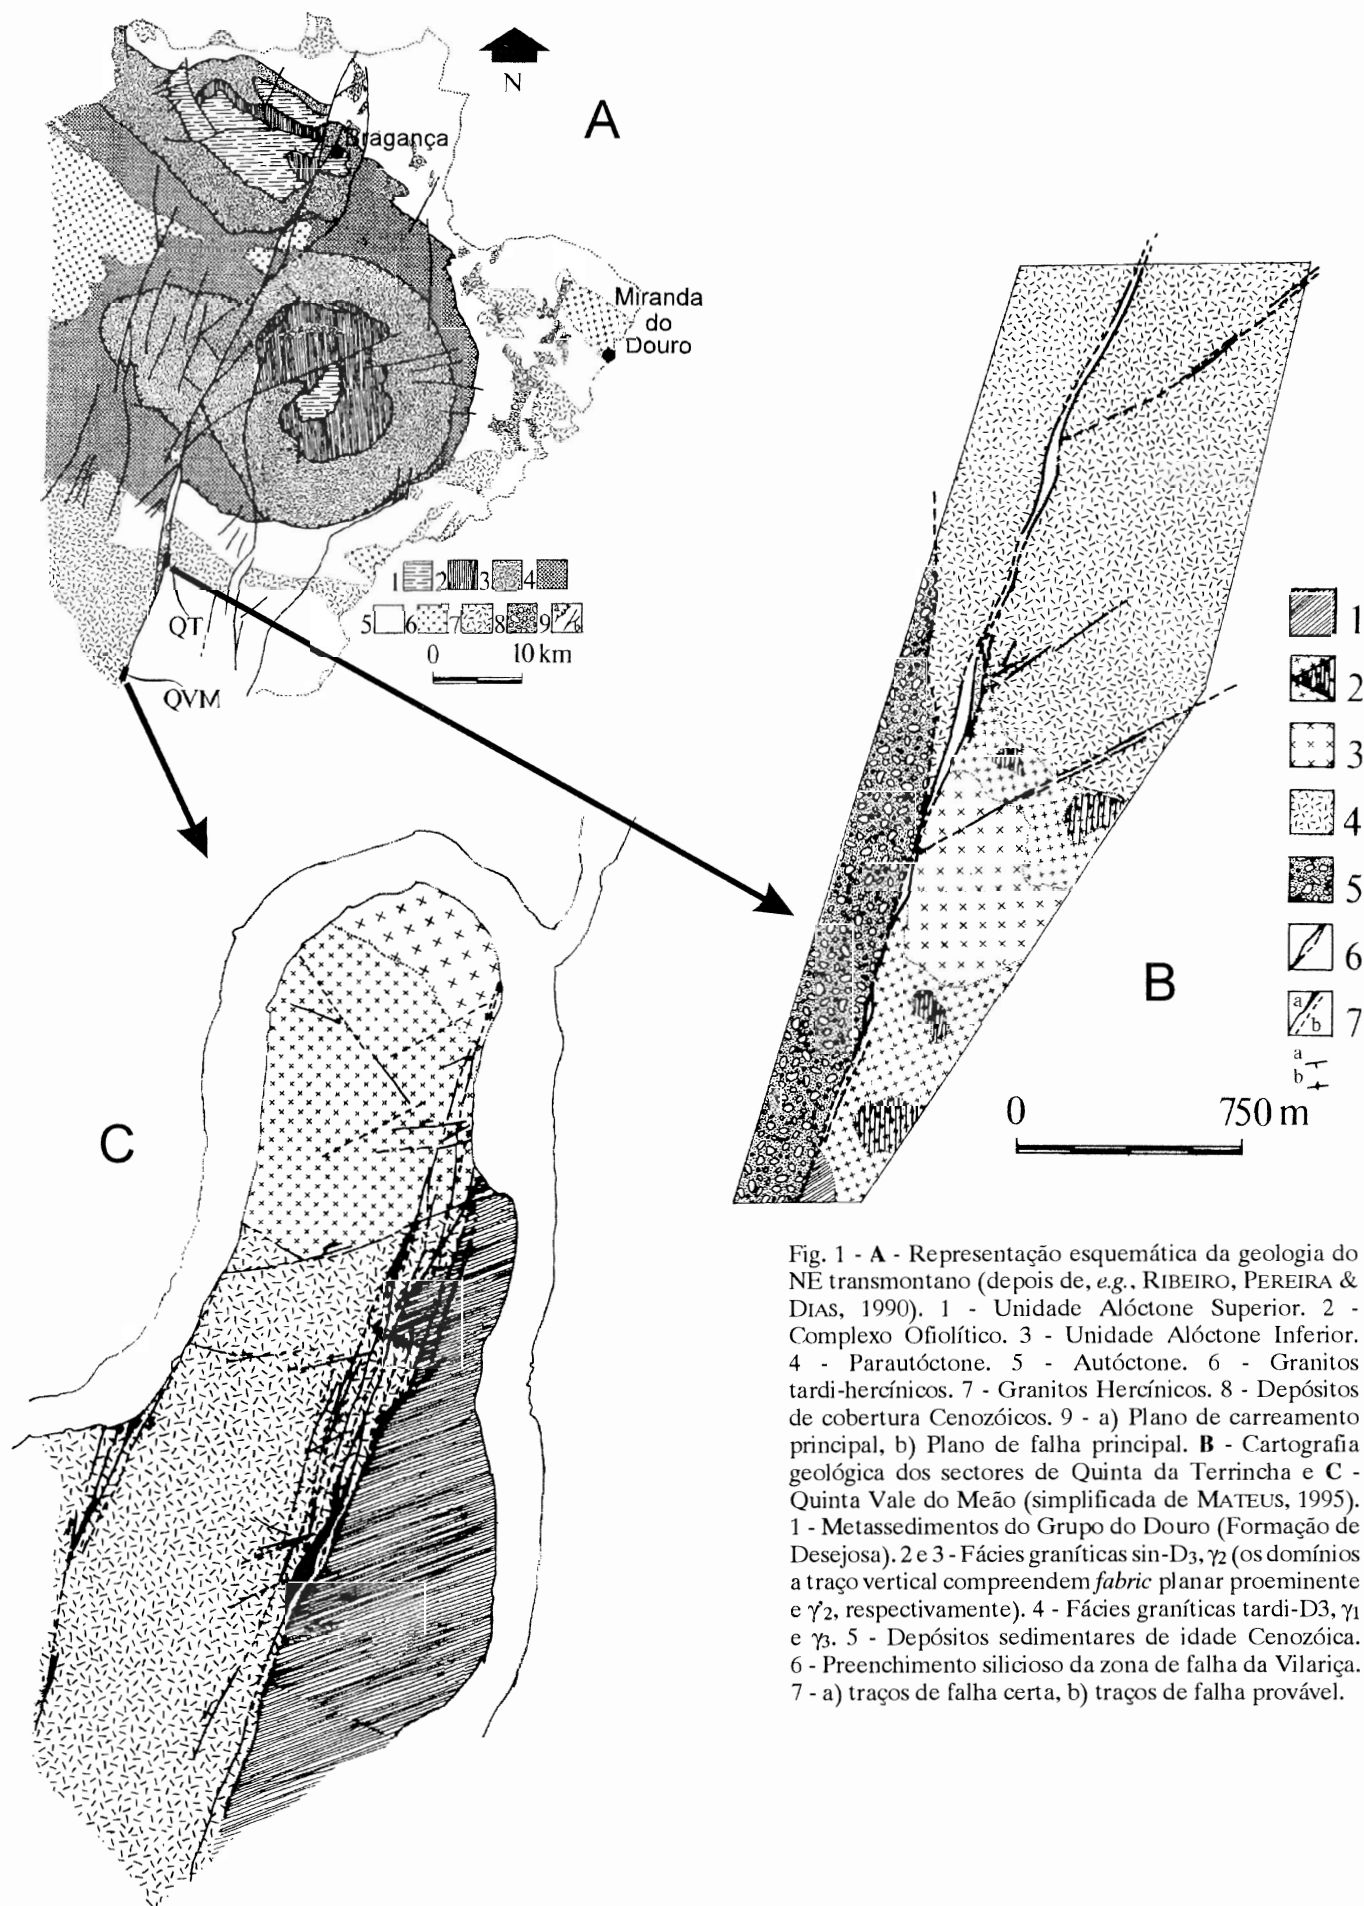 N
A
Bragança
Miranda
do
Douro
1 2 3 4
5 6 7 8 9
0 10 km
QT
QVM
1
2
3
4
5
6
a b 7
a
b
B
0 750 m
C
Fig. 1 - A - Representação esquemática da geologia do
NE transmontano (depois de, e.g., RIBEIRO, PEREIRA &
DIAS, 1990). 1 - Unidade Alóctone Superior. 2 -
Complexo Ofiolítico. 3 - Unidade Alóctone Inferior.
4 - Parautóctone. 5 - Autóctone. 6 - Granitos
tardi-hercínicos. 7 - Granitos Hercínicos. 8 - Depósitos
de cobertura Cenozóicos. 9 - a) Plano de carreamento
principal, b) Plano de falha principal. B - Cartografia
geológica dos sectores de Quinta da Terrincha e C -
Quinta Vale do Meão (simplificada de MATEUS, 1995).
1 - Metassedimentos do Grupo do Douro (Formação de
Desejosa). 2 e 3 - Fácies graníticas sin-D3, γ2 (os domínios
a traço vertical compreendem fabric planar proeminente
e γ'2, respectivamente). 4 - Fácies graníticas tardi-D3, γ1
e γ3. 5 - Depósitos sedimentares de idade Cenozóica.
6 - Preenchimento silicioso da zona de falha da Vilariça.
7 - a) traços de falha certa, b) traços de falha provável.